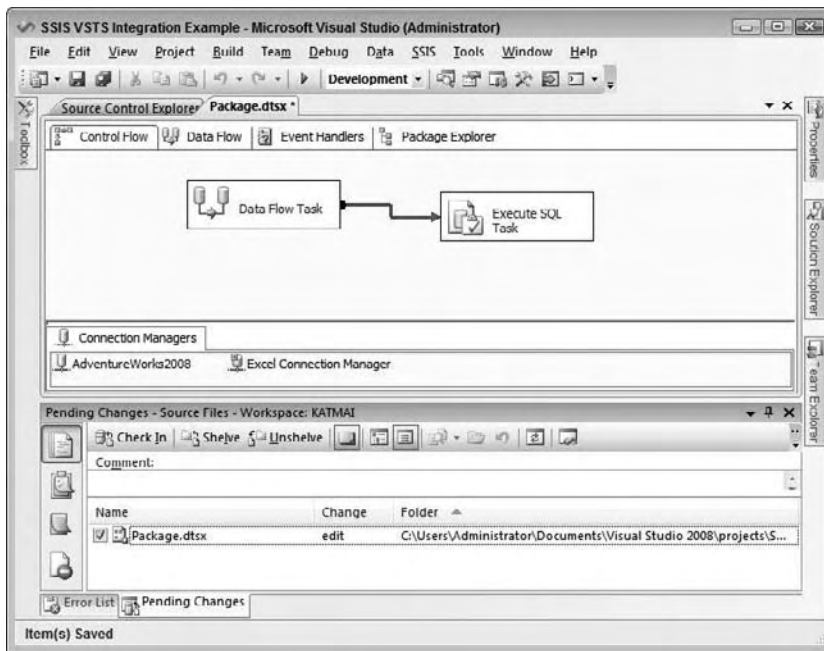 SSIS VSTS Integration Example - Microsoft Visual Studio (Administrator)
File Edit View Project Build Team Debug Data SSIS Tools Window Help
Development
Toolbox
Source Control Explorer Package.dtsx *
Control Flow Data Flow Event Handlers Package Explorer
Data Flow Task
Execute SQL
Task
Connection Managers
AdventureWorks2008 Excel Connection Manager
Properties
Solution Explorer
Team Explorer
Pending Changes - Source Files - Workspace: KATMAI
Check In Shelve Unshelve
Comment:
Name Change Folder
Package.dtsx edit C:\Users\Administrator\Documents\Visual Studio 2008\projects\S...
Error List Pending Changes
Item(s) Saved